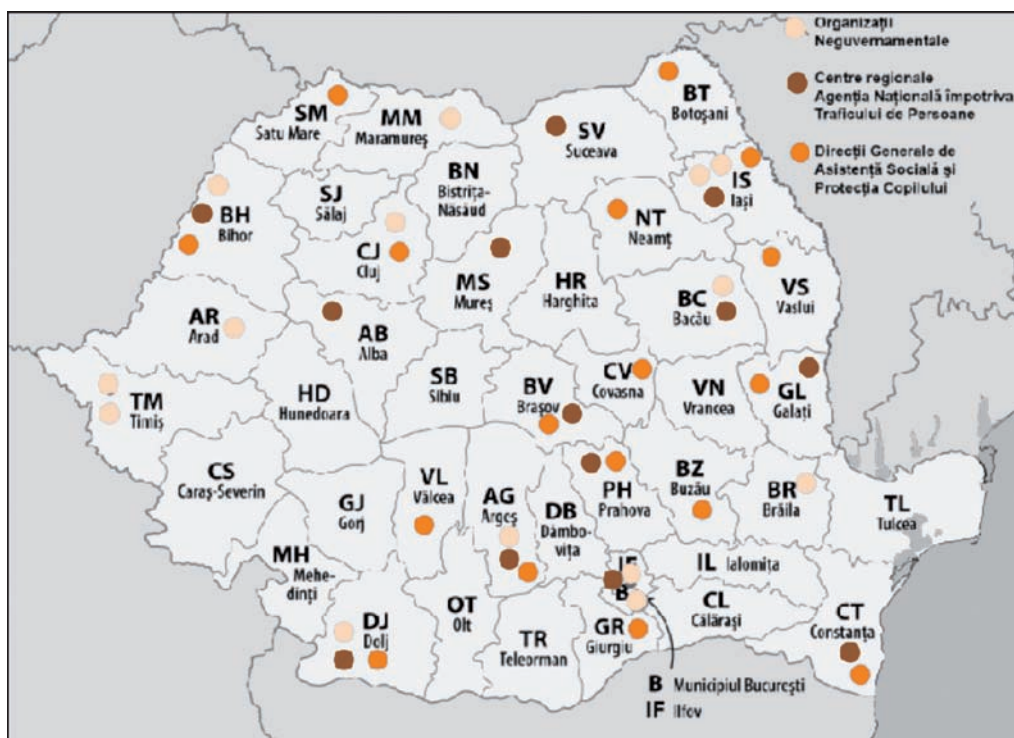 Organizații
Neguvernamentale
Centre regionale
Agenția Națională împotriva
Traficului de Persoane
Direcții Generale de
Asistență Socială și
Protecția Copilului
SM
Satu Mare
MM
Maramureș
SV
Suceava
BT
Botoșani
BN
Bistrița-
Năsăud
SJ
Sălaj
IS
Iași
BH
Bihor
CJ
Cluj
NT
Neamț
MS
Mureș
HR
Harghita
BC
Bacău
VS
Vaslui
AR
Arad
AB
Alba
TM
Timiș
HD
Hunedoara
SB
Sibiu
BV
Brașov
CV
Covasna
VN
Vrancea
GL
Galați
CS
Caraș-Severin
GJ
Gorj
VL
Vâlcea
AG
Argeș
DB
Dâmbo-
vița
PH
Prahova
BZ
Buzău
BR
Brăila
TL
Tulcea
MH
Mehe-
dinți
DJ
Dolj
OT
Olt
TR
Teleorman
IF
B
GR
Giurgiu
IL Ialomița
CL
Călărași
CT
Constanța
B Municipiul București
IF Ilfov